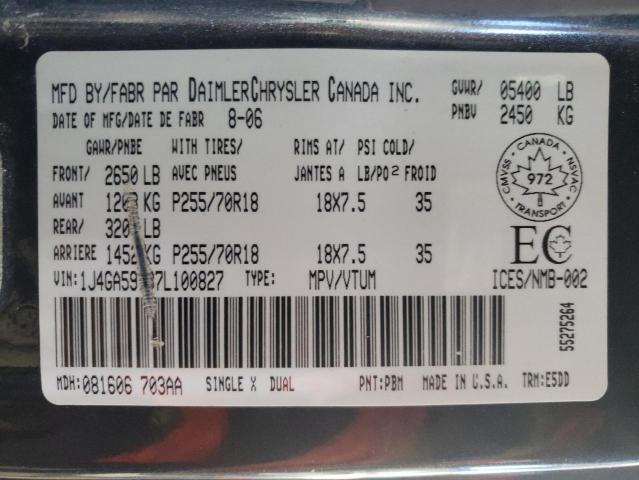 MFD BY/FABR PAR DAIMLERCHRYSLER CANADA INC. GVWR/ 05400 LB
DATE OF MFG/DATE DE FABR 8-06 PNBV 2450 KG
GAWR/PNBE WITH TIRES/ RIMS AT/ PSI COLD/
FRONT/ 2650 LB AVEC PNEUS JANTES A LB/PO² FROID
AVANT KG P255/70R18 18X7.5 35
REAR/ LB
ARRIERE 1452 KG P255/70R18 18X7.5 35
CANADA
CMVSS 972 NSVAC
TRANSPORT
EC
VIN: TYPE: MPV/VTUM ICES/NMB-002
55275264
MDH:081606 703AA SINGLE X DUAL PNT:PBM MADE IN U.S.A. TRM:E5DD